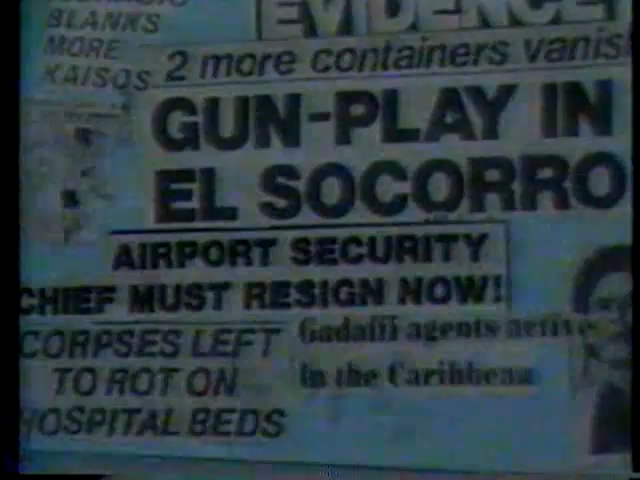 BLANKS
MORE
KAISOS
EVIDENCE
2 more containers vanis
GUN-PLAY IN
EL SOCORRO
AIRPORT SECURITY
CHIEF MUST RESIGN NOW!
CORPSES LEFT
TO ROT ON
HOSPITAL BEDS
Gadaffi agents active
in the Caribbean